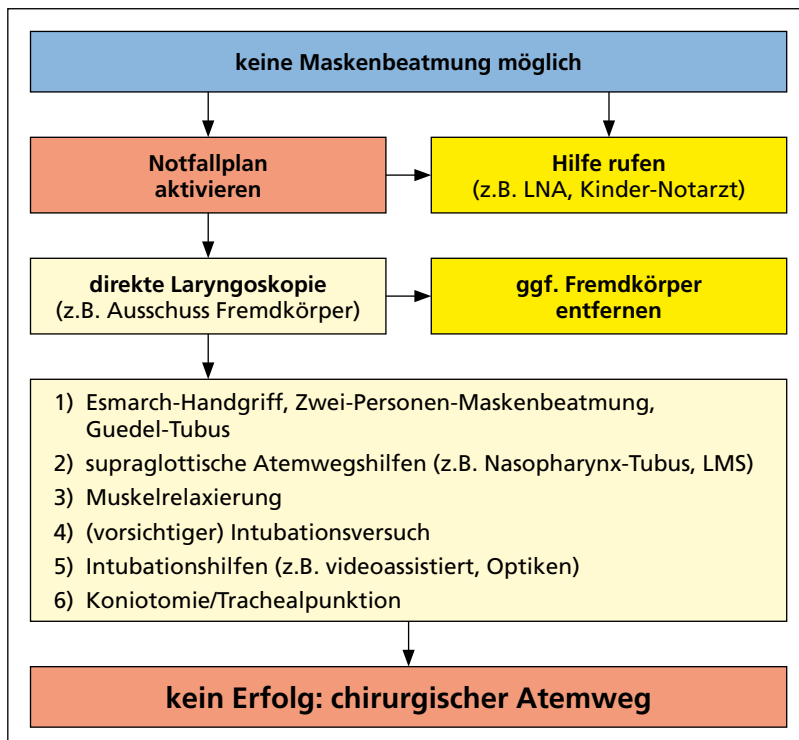 keine Maskenbeatmung möglich
Notfallplan
aktivieren
Hilfe rufen
(z.B. LNA, Kinder-Notarzt)
direkte Laryngoskopie
(z.B. Ausschuss Fremdkörper)
ggf. Fremdkörper
entfernen
1) Esmarch-Handgriff, Zwei-Personen-Maskenbeatmung,
Guedel-Tubus
2) supraglottische Atemwegshilfen (z.B. Nasopharynx-Tubus, LMS)
3) Muskelrelaxierung
4) (vorsichtiger) Intubationsversuch
5) Intubationshilfen (z.B. videoassistiert, Optiken)
6) Koniotomie/Trachealpunktion
kein Erfolg: chirurgischer Atemweg